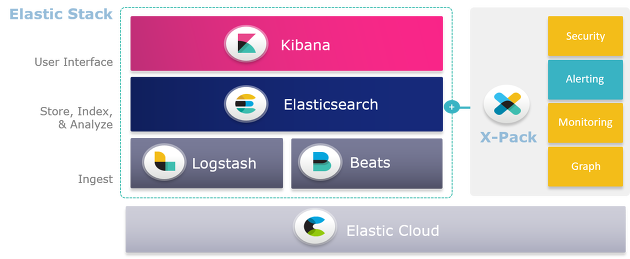 Elastic Stack
User Interface
Kibana
Store, Index,
& Analyze
Elasticsearch
Ingest
Logstash
Beats
Elastic Cloud
+
X-Pack
Security
Alerting
Monitoring
Graph